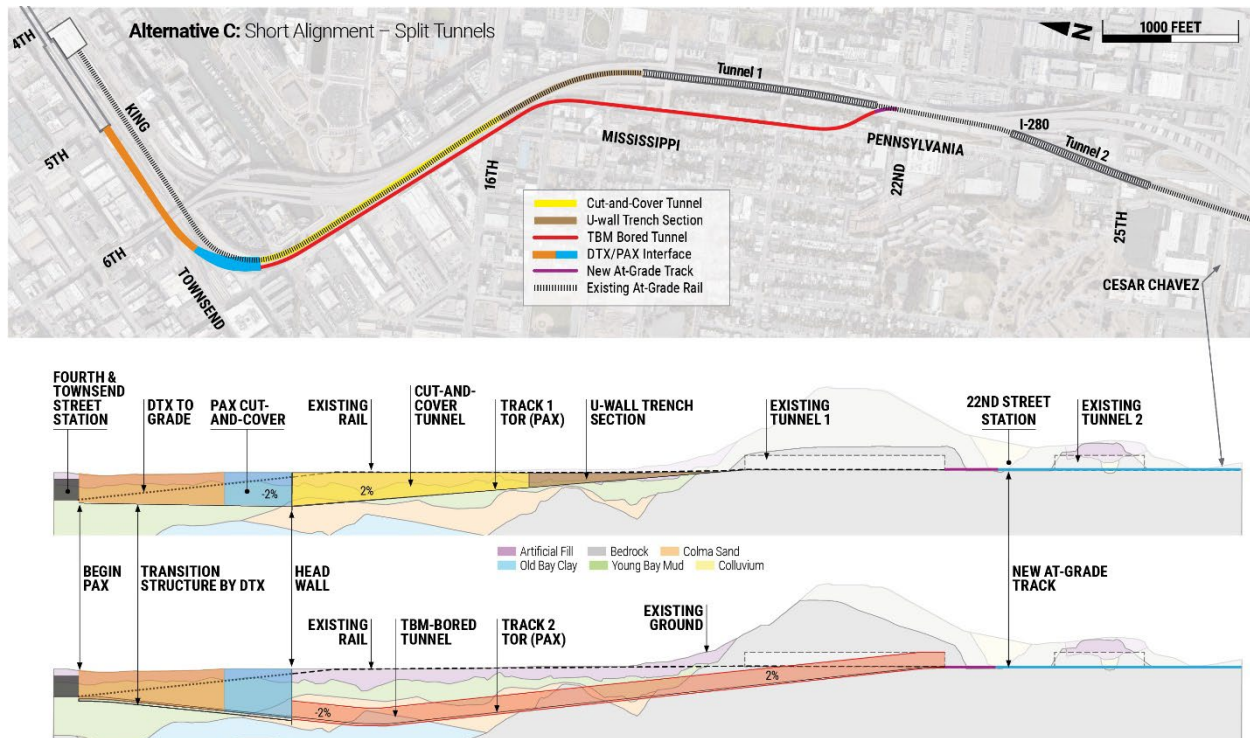 Alternative C: Short Alignment – Split Tunnels
N
1000 FEET
4TH
KING
5TH
6TH
TOWNSEND
16TH
MISSISSIPPI
Tunnel 1
PENNSYLVANIA
22ND
I-280
Tunnel 2
25TH
CESAR CHAVEZ
Cut-and-Cover Tunnel
U-wall Trench Section
TBM Bored Tunnel
DTX/PAX Interface
New At-Grade Track
Existing At-Grade Rail
FOURTH &
TOWNSEND
STREET
STATION
DTX TO
GRADE
PAX CUT-
AND-COVER
EXISTING
RAIL
CUT-AND-
COVER
TUNNEL
TRACK 1
TOR (PAX)
U-WALL TRENCH
SECTION
EXISTING
TUNNEL 1
22ND STREET
STATION
EXISTING
TUNNEL 2
-2%
2%
Artificial Fill
Bedrock
Colma Sand
Old Bay Clay
Young Bay Mud
Colluvium
BEGIN
PAX
TRANSITION
STRUCTURE BY DTX
HEAD
WALL
NEW AT-GRADE
TRACK
EXISTING
RAIL
TBM-BORED
TUNNEL
TRACK 2
TOR (PAX)
EXISTING
GROUND
-2%
2%